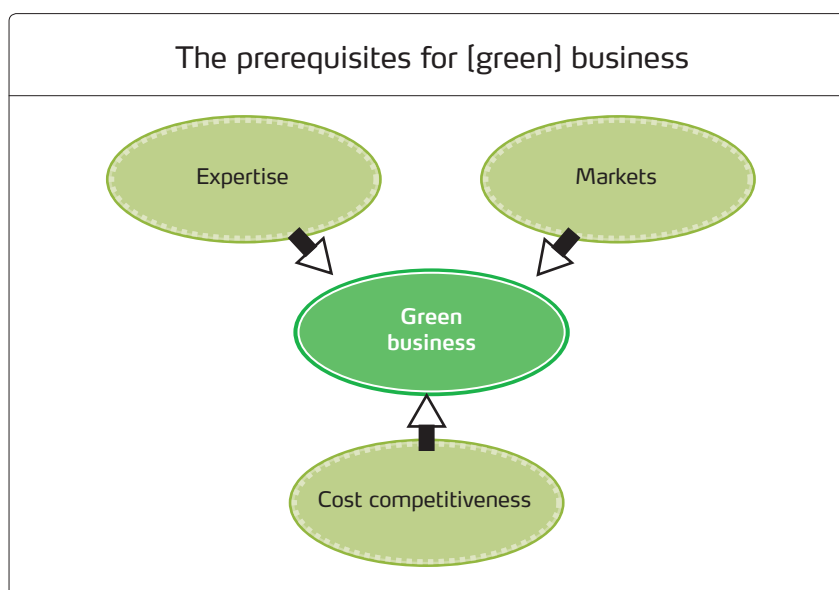 The prerequisites for [green] business
Expertise
Markets
Green
business
Cost competitiveness